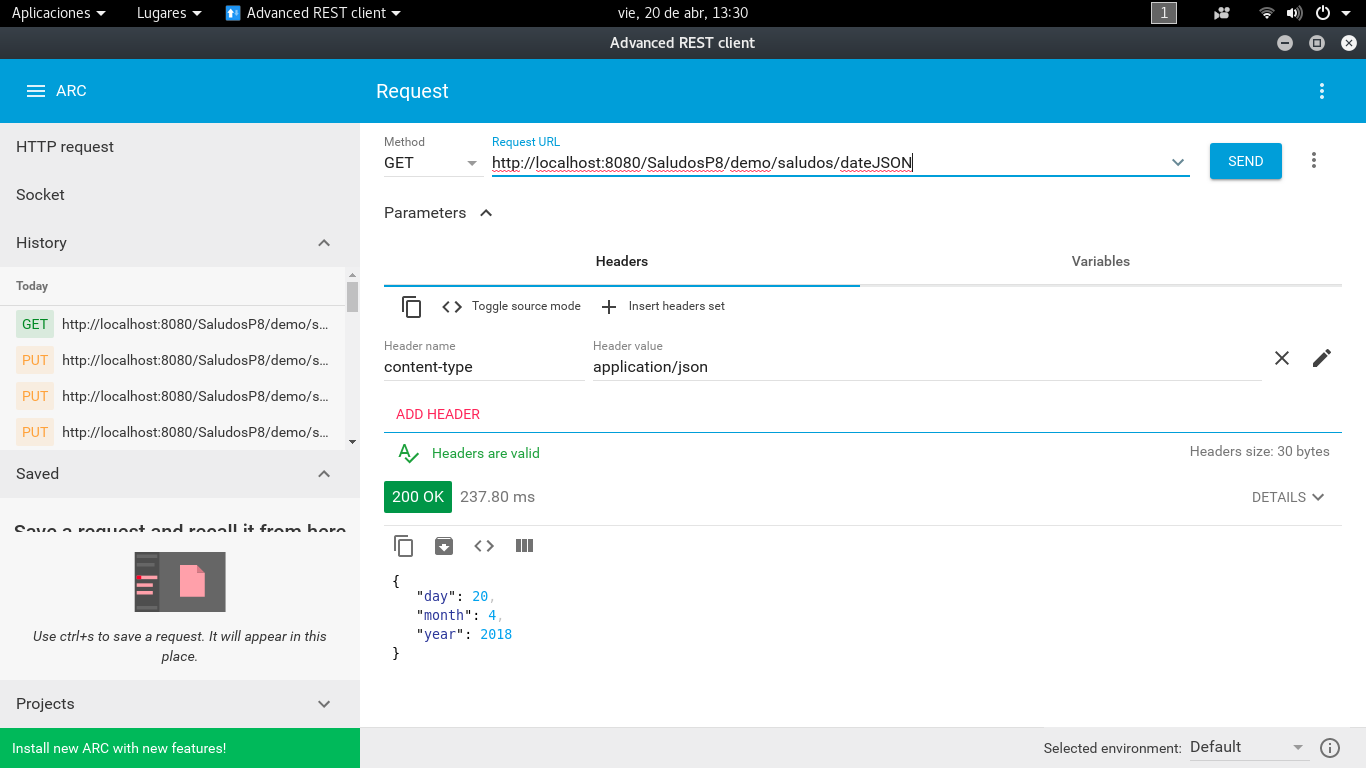 Aplicaciones Lugares Advanced REST client vie, 20 de abr, 13:30 1
Advanced REST client
ARC Request
HTTP request
Socket
History
Today
GET http://localhost:8080/SaludosP8/demo/s...
PUT http://localhost:8080/SaludosP8/demo/s...
PUT http://localhost:8080/SaludosP8/demo/s...
PUT http://localhost:8080/SaludosP8/demo/s...
Saved
Save a request and recall it from here
Use ctrl+s to save a request. It will appear in this
place.
Projects
Install new ARC with new features!
Method Request URL
GET http://localhost:8080/SaludosP8/demo/saludos/dateJSON SEND
Parameters
Headers Variables
Toggle source mode Insert headers set
Header name Header value
content-type application/json
ADD HEADER
Headers are valid Headers size: 30 bytes
200 OK 237.80 ms DETAILS
{
"day": 20,
"month": 4,
"year": 2018
}
Selected environment: Default